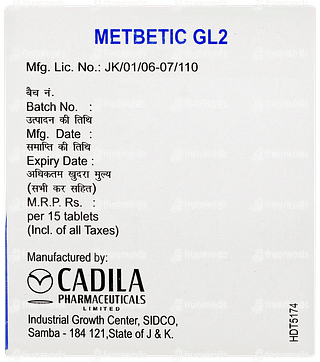 METBETIC GL2
Mfg. Lic. No.: JK/01/06-07/110
बैच नं.
Batch No. :
उत्पादन की तिथि
Mfg. Date :
समाप्ति की तिथि
Expiry Date :
अधिकतम खुदरा मूल्य
(सभी कर सहित)
M.R.P. Rs. :
per 15 tablets
(Incl. of all Taxes)
Manufactured by:
CADILA
PHARMACEUTICALS
LIMITED
Industrial Growth Center, SIDCO,
Samba - 184 121, State of J & K.
HDT5174